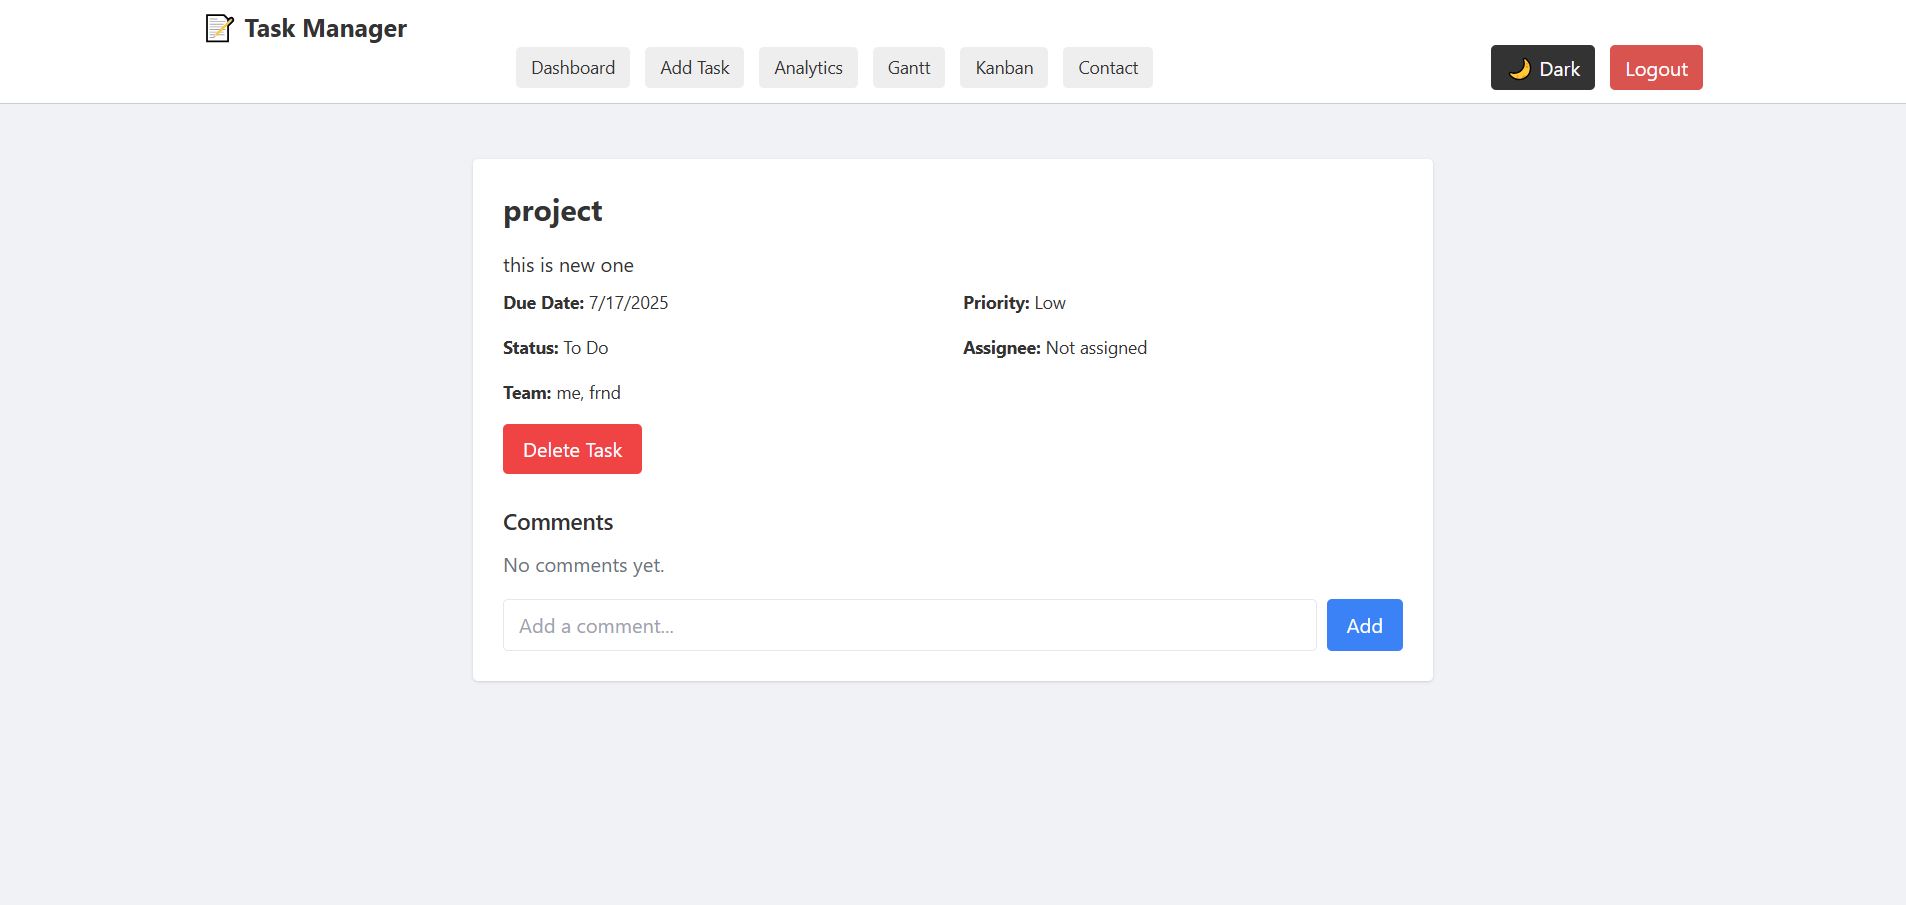 Task Manager
Dashboard Add Task Analytics Gantt Kanban Contact Dark Logout
project
this is new one
Due Date: 7/17/2025 Priority: Low
Status: To Do Assignee: Not assigned
Team: me, frnd
Delete Task
Comments
No comments yet.
Add a comment... Add